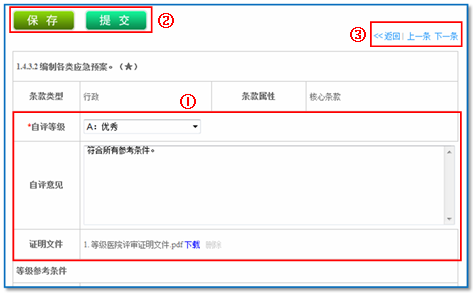 保 存 提 交 ②
③ << 返回 | 上一条 下一条
1.4.3.2 编制各类应急预案。（★）
条款类型 行政 条款属性 核心条款
①
*自评等级 A：优秀
自评意见 符合所有参考条件。
证明文件 1. 等级医院评审证明文件.pdf 下载 删除
等级参考条件